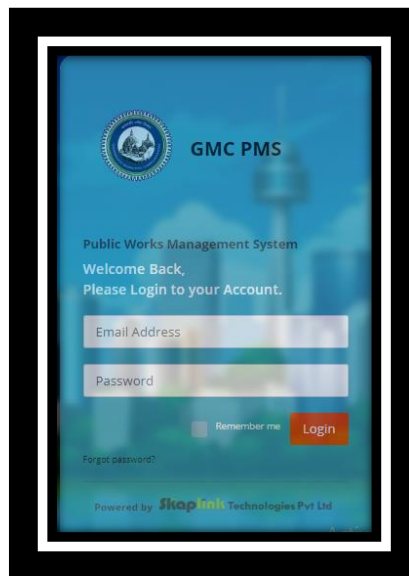 GMC PMS
Public Works Management System
Welcome Back,
Please Login to your Account.
Email Address
Password
Remember me
Login
Forgot password?
Powered by Skaplink Technologies Pvt Ltd